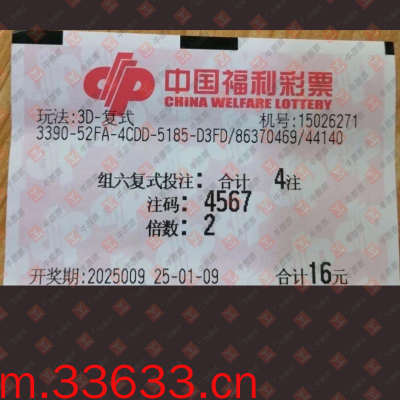 中国福利彩票
CHINA WELFARE LOTTERY
玩法:3D-复式 机号:15026271
3390-52FA-4CDD-5185-D3FD/86370469/44140
组六复式投注: 合计 4注
注码: 4567
倍数: 2
开奖期:2025009 25-01-09 合计16元
m.33633.cn